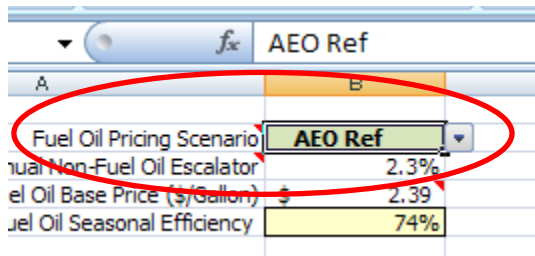 fx AEO Ref
A B
Fuel Oil Pricing Scenario AEO Ref
nual Non-Fuel Oil Escalator 2.3%
el Oil Base Price ($/Gallon) $ 2.39
uel Oil Seasonal Efficiency 74%